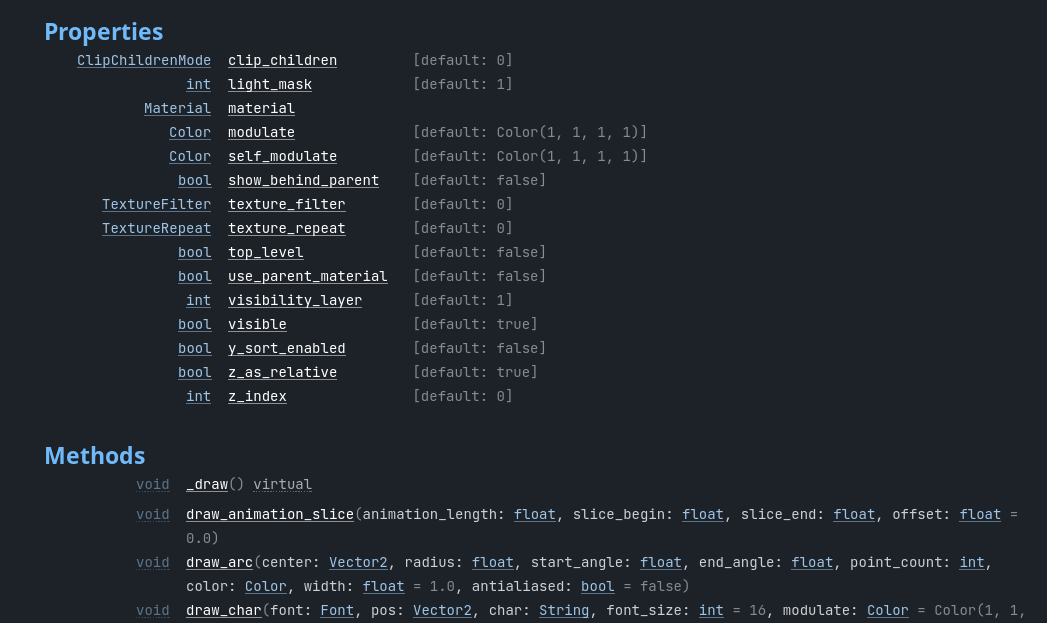 Properties
ClipChildrenMode clip_children [default: 0]
int light_mask [default: 1]
Material material
Color modulate [default: Color(1, 1, 1, 1)]
Color self_modulate [default: Color(1, 1, 1, 1)]
bool show_behind_parent [default: false]
TextureFilter texture_filter [default: 0]
TextureRepeat texture_repeat [default: 0]
bool top_level [default: false]
bool use_parent_material [default: false]
int visibility_layer [default: 1]
bool visible [default: true]
bool y_sort_enabled [default: false]
bool z_as_relative [default: true]
int z_index [default: 0]
Methods
void _draw() virtual
void draw_animation_slice(animation_length: float, slice_begin: float, slice_end: float, offset: float =
0.0)
void draw_arc(center: Vector2, radius: float, start_angle: float, end_angle: float, point_count: int,
color: Color, width: float = 1.0, antialiased: bool = false)
void draw_char(font: Font, pos: Vector2, char: String, font_size: int = 16, modulate: Color = Color(1, 1,